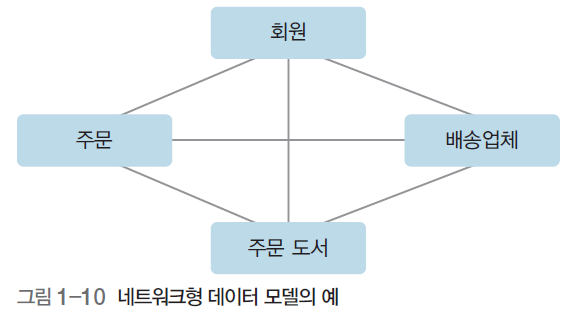 회원
주문
배송업체
주문 도서
그림 1-10 네트워크형 데이터 모델의 예